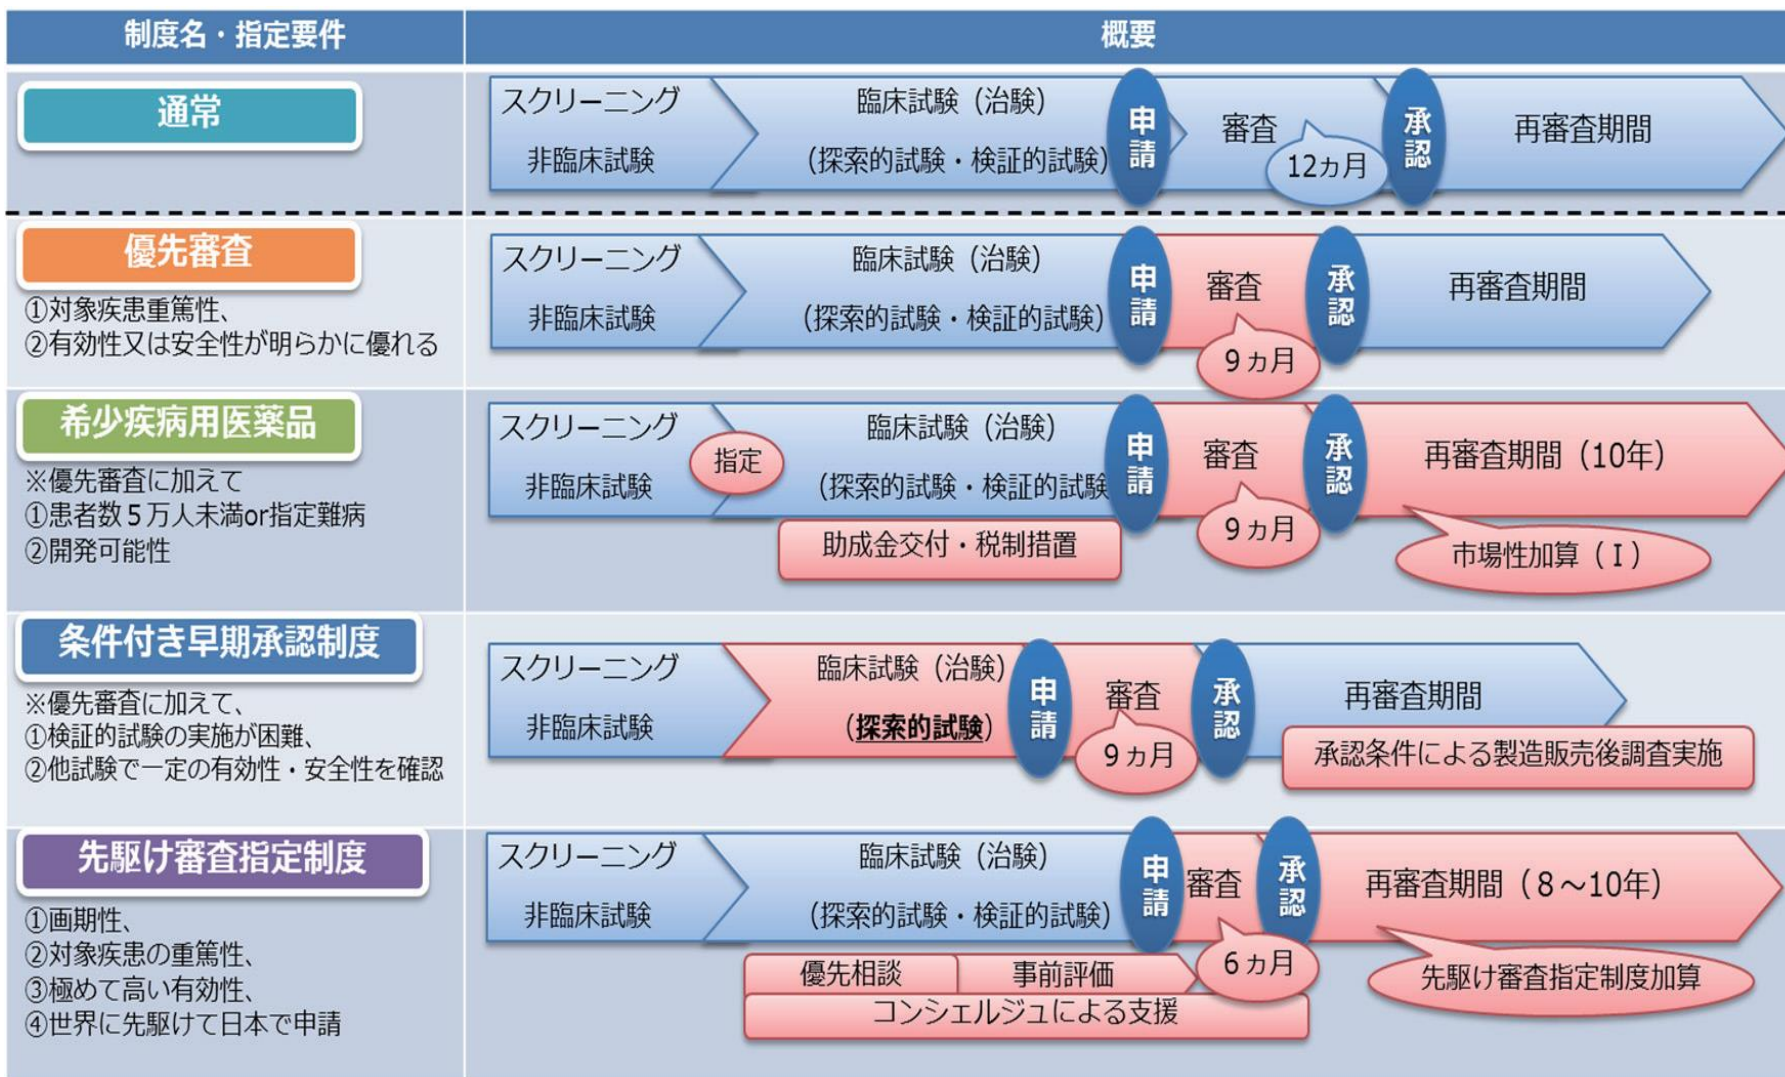 制度名・指定要件
概要
通常
スクリーニング
非臨床試験
臨床試験（治験）
（探索的試験・検証的試験）
申請
審査
12ヵ月
承認
再審査期間
優先審査
①対象疾患重篤性、
②有効性又は安全性が明らかに優れる
スクリーニング
非臨床試験
臨床試験（治験）
（探索的試験・検証的試験）
申請
審査
９ヵ月
承認
再審査期間
希少疾病用医薬品
※優先審査に加えて
①患者数５万人未満or指定難病
②開発可能性
スクリーニング
非臨床試験
指定
臨床試験（治験）
（探索的試験・検証的試験
助成金交付・税制措置
申請
審査
９ヵ月
承認
再審査期間（10年）
市場性加算（Ⅰ）
条件付き早期承認制度
※優先審査に加えて、
①検証的試験の実施が困難、
②他試験で一定の有効性・安全性を確認
スクリーニング
非臨床試験
臨床試験（治験）
（探索的試験）
申請
審査
９ヵ月
承認
再審査期間
承認条件による製造販売後調査実施
先駆け審査指定制度
①画期性、
②対象疾患の重篤性、
③極めて高い有効性、
④世界に先駆けて日本で申請
スクリーニング
非臨床試験
臨床試験（治験）
（探索的試験・検証的試験）
優先相談
事前評価
コンシェルジュによる支援
申請
審査
６ヵ月
承認
再審査期間（８～10年）
先駆け審査指定制度加算